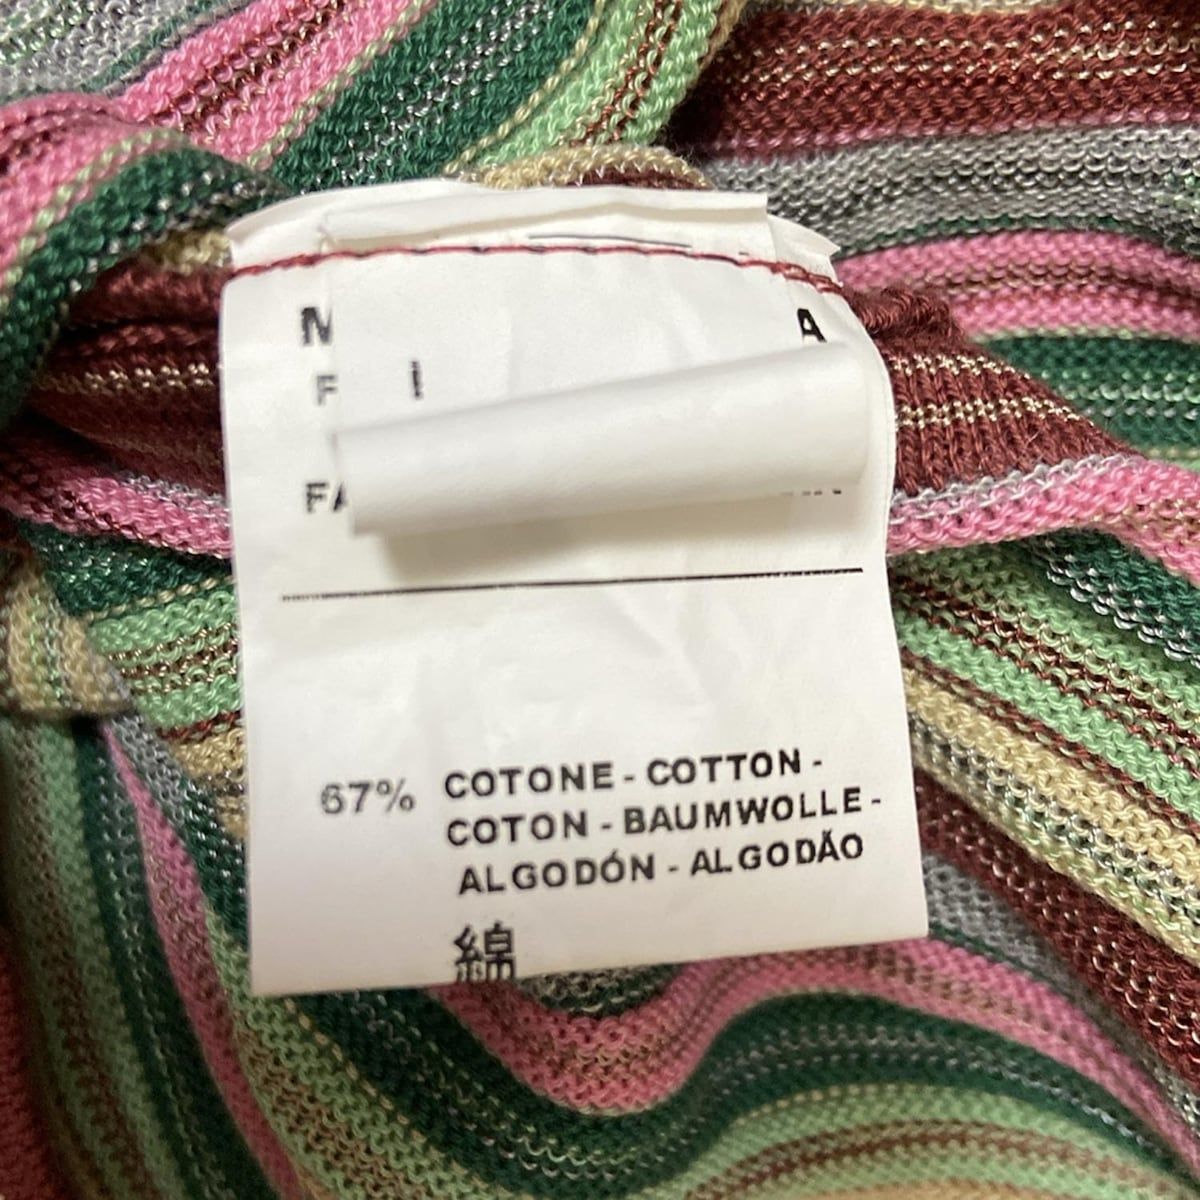 67% COTONE - COTTON -
COTON - BAUMWOLLE -
ALGODÓN - ALGODÃO
綿